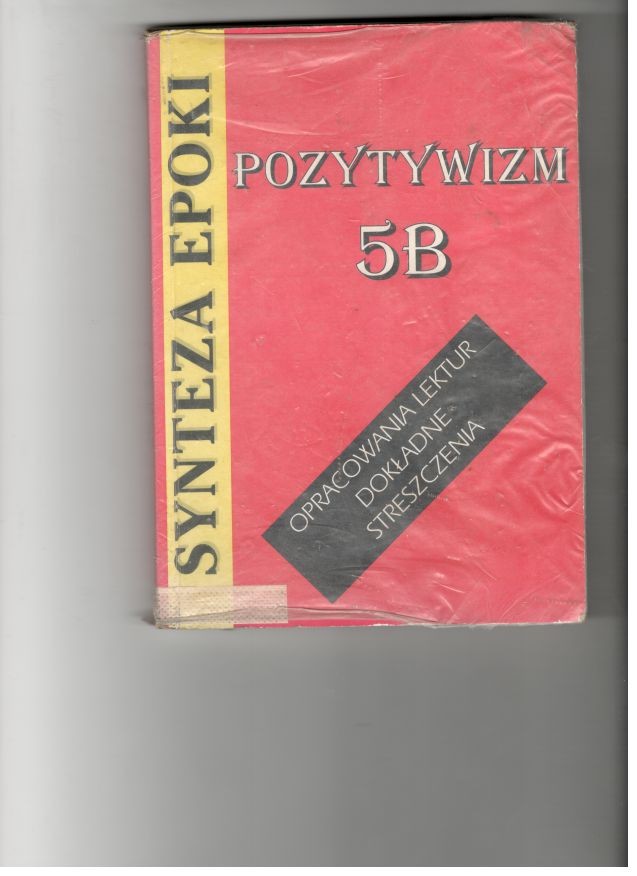 SYNTEZA EPOKI
POZYTYWIZM
5B
OPRACOWANIA LEKTUR
DOKŁADNE
STRESZCZENIA